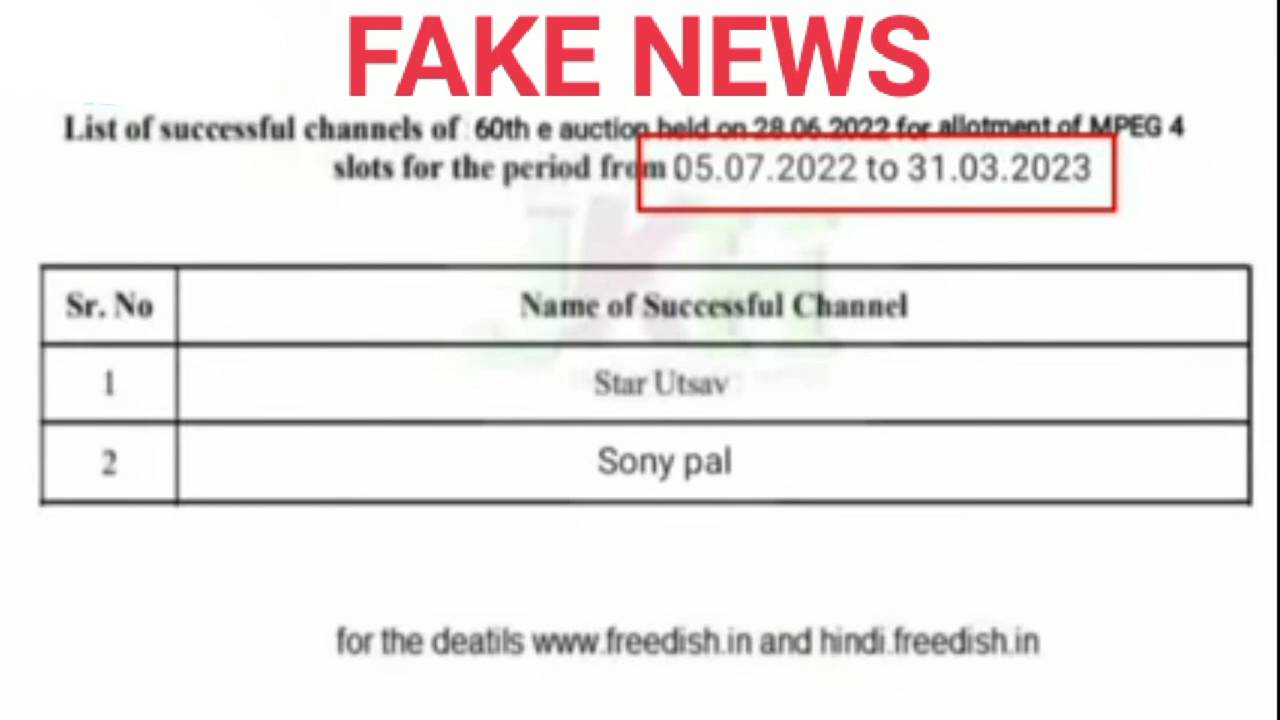 FAKE NEWS
List of successful channels of 60th e auction held on 28.06.2022 for allotment of MPEG 4
slots for the period from 05.07.2022 to 31.03.2023
Sr. No Name of Successful Channel
1 Star Utsav
2 Sony pal
for the deatils www.freedish.in and hindi.freedish.in